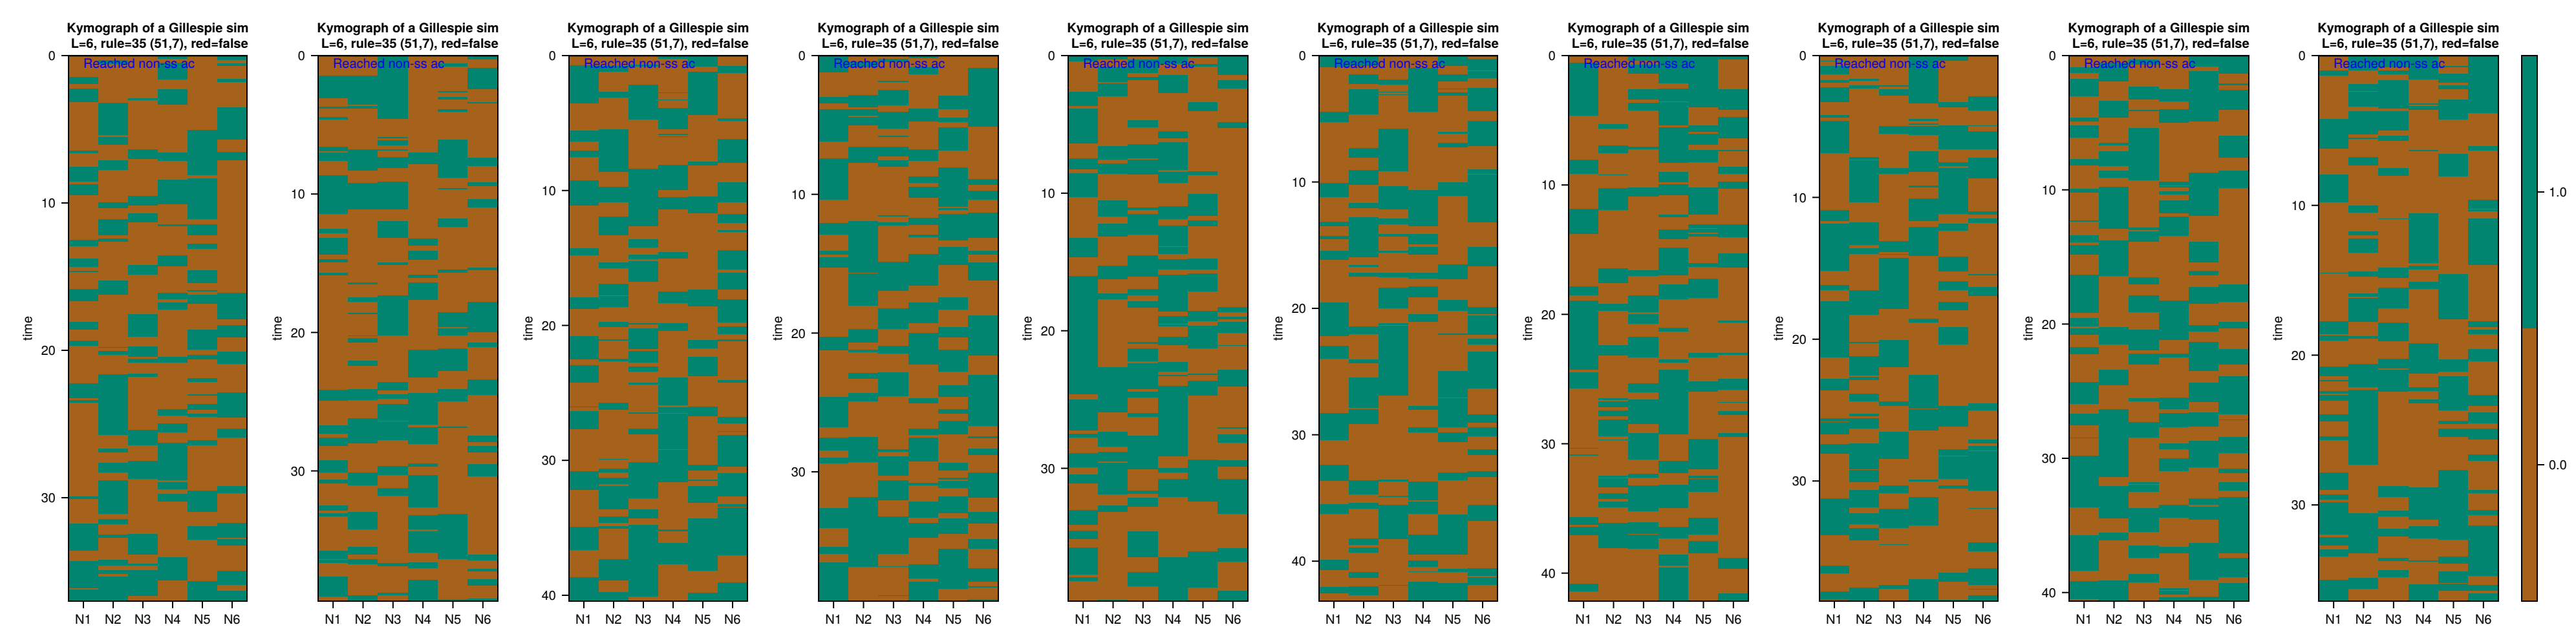 Kymograph of a Gillespie sim
L=6, rule=35 (51,7), red=false
Reached non-ss ac
time
0
10
20
30
N1 N2 N3 N4 N5 N6
Kymograph of a Gillespie sim
L=6, rule=35 (51,7), red=false
Reached non-ss ac
time
0
10
20
30
N1 N2 N3 N4 N5 N6
Kymograph of a Gillespie sim
L=6, rule=35 (51,7), red=false
Reached non-ss ac
time
0
10
20
30
40
N1 N2 N3 N4 N5 N6
Kymograph of a Gillespie sim
L=6, rule=35 (51,7), red=false
Reached non-ss ac
time
0
10
20
30
N1 N2 N3 N4 N5 N6
Kymograph of a Gillespie sim
L=6, rule=35 (51,7), red=false
Reached non-ss ac
time
0
10
20
30
N1 N2 N3 N4 N5 N6
Kymograph of a Gillespie sim
L=6, rule=35 (51,7), red=false
Reached non-ss ac
time
0
10
20
30
40
N1 N2 N3 N4 N5 N6
Kymograph of a Gillespie sim
L=6, rule=35 (51,7), red=false
Reached non-ss ac
time
0
10
20
30
40
N1 N2 N3 N4 N5 N6
Kymograph of a Gillespie sim
L=6, rule=35 (51,7), red=false
Reached non-ss ac
time
0
10
20
30
N1 N2 N3 N4 N5 N6
Kymograph of a Gillespie sim
L=6, rule=35 (51,7), red=false
Reached non-ss ac
time
0
10
20
30
40
N1 N2 N3 N4 N5 N6
Kymograph of a Gillespie sim
L=6, rule=35 (51,7), red=false
Reached non-ss ac
time
0
10
20
30
N1 N2 N3 N4 N5 N6
1.0
0.0